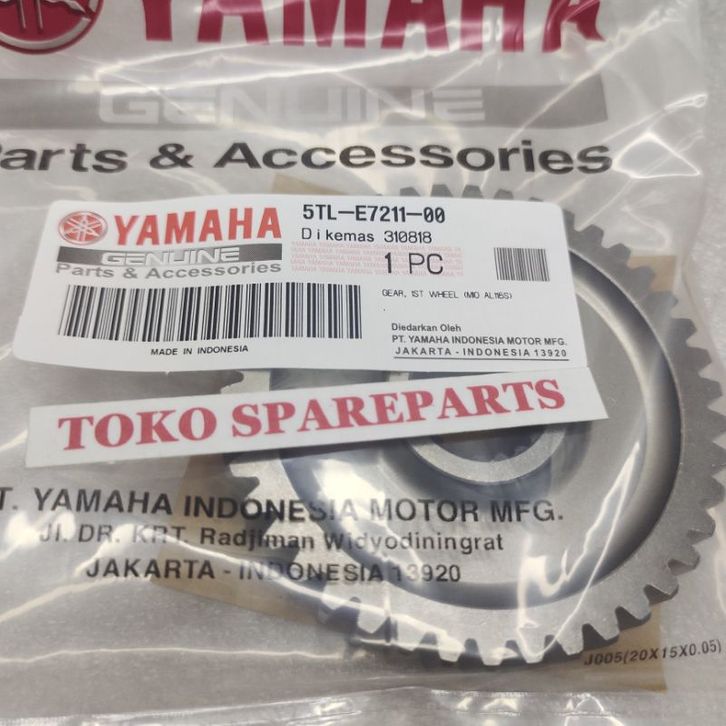 YAMAHA
GENUINE
Parts & Accessories
YAMAHA
GENUINE
Parts & Accessories
MADE IN INDONESIA
5TL-E7211-00
Dikemas 310818
1 PC
GEAR, 1ST WHEEL (MIO AL115S)
Diedarkan Oleh
PT. YAMAHA INDONESIA MOTOR MFG.
JAKARTA - INDONESIA 13920
TOKO SPAREPARTS
T. YAMAHA INDONESIA MOTOR MFG.
Jl. DR. KRT. Radjiman Widyodiningrat
JAKARTA - INDONESIA 13920
J005(20X15X0.05)